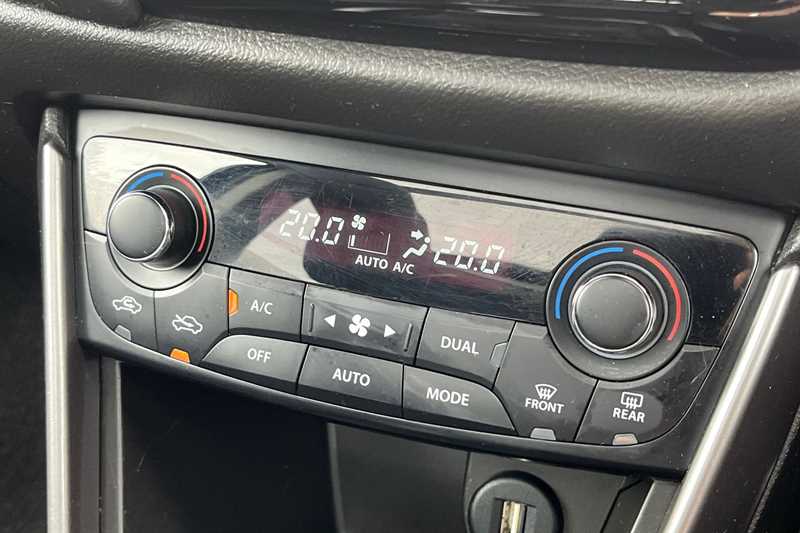 20.0 20.0
AUTO A/C
A/C
DUAL
OFF
AUTO
MODE
FRONT
REAR